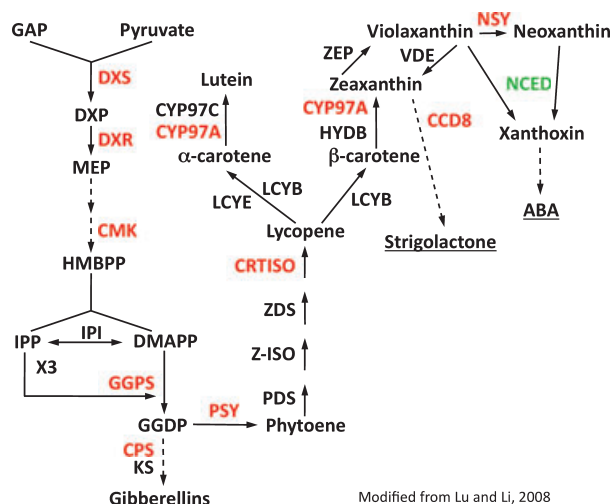 GAP
Pyruvate
DXS
DXP
DXR
MEP
CMK
HMBPP
IPP
IPI
DMAPP
X3
GGPS
GGDP
PSY
Phytoene
CPS
KS
Gibberellins
PDS
Z-ISO
ZDS
CRTISO
Lycopene
LCYE
LCYB
LCYB
α-carotene
CYP97C
CYP97A
Lutein
β-carotene
HYDB
CYP97A
Zeaxanthin
ZEP
VDE
Violaxanthin
NSY
Neoxanthin
NCED
Xanthoxin
ABA
CCD8
Strigolactone
Modified from Lu and Li, 2008